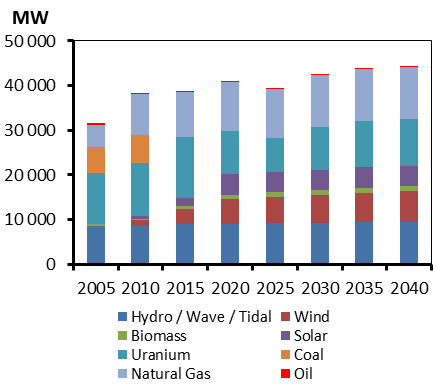 MW
50 000
40 000
30 000
20 000
10 000
0
2005 2010 2015 2020 2025 2030 2035 2040
Hydro / Wave / Tidal Wind
Biomass Solar
Uranium Coal
Natural Gas Oil